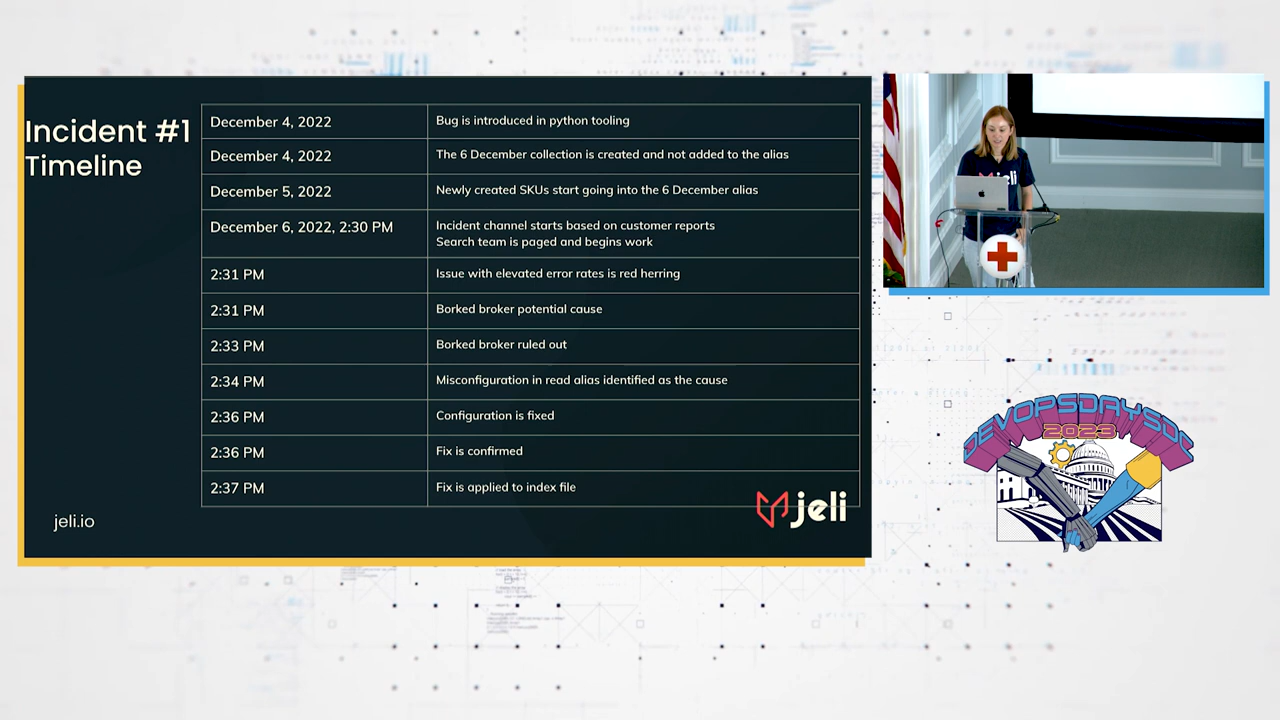 Incident #1
Timeline
December 4, 2022
Bug is introduced in python tooling
December 4, 2022
6 December collection is created and not added to the alias
December 5, 2022
Newly created SKUs start going into the 6 December alias
December 6, 2022, 2:30 PM
Incident channel starts based on customer reports
Search team is paged and begins work
2:31 PM
Issue with elevated error rates is red herring
2:31 PM
Borked broker potential cause
2:33 PM
Borked broker ruled out
2:34 PM
Misconfiguration in read alias identified as the cause
2:36 PM
Configuration is fixed
2:36 PM
Fix is confirmed
2:37 PM
Fix is applied to index file
jeli.io
jeli
jeli
DEVOPSDAYSDC
2023